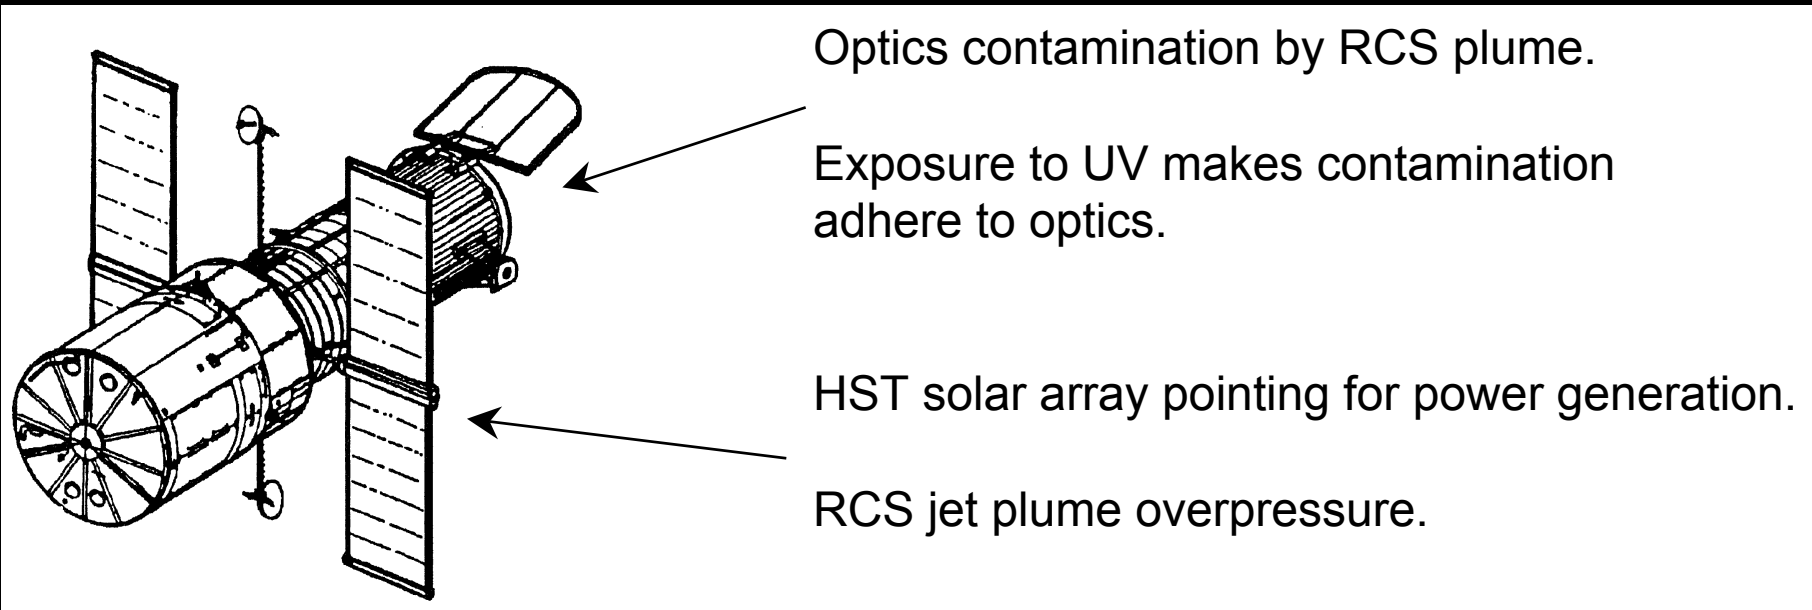 Optics contamination by RCS plume.
Exposure to UV makes contamination
adhere to optics.
HST solar array pointing for power generation.
RCS jet plume overpressure.